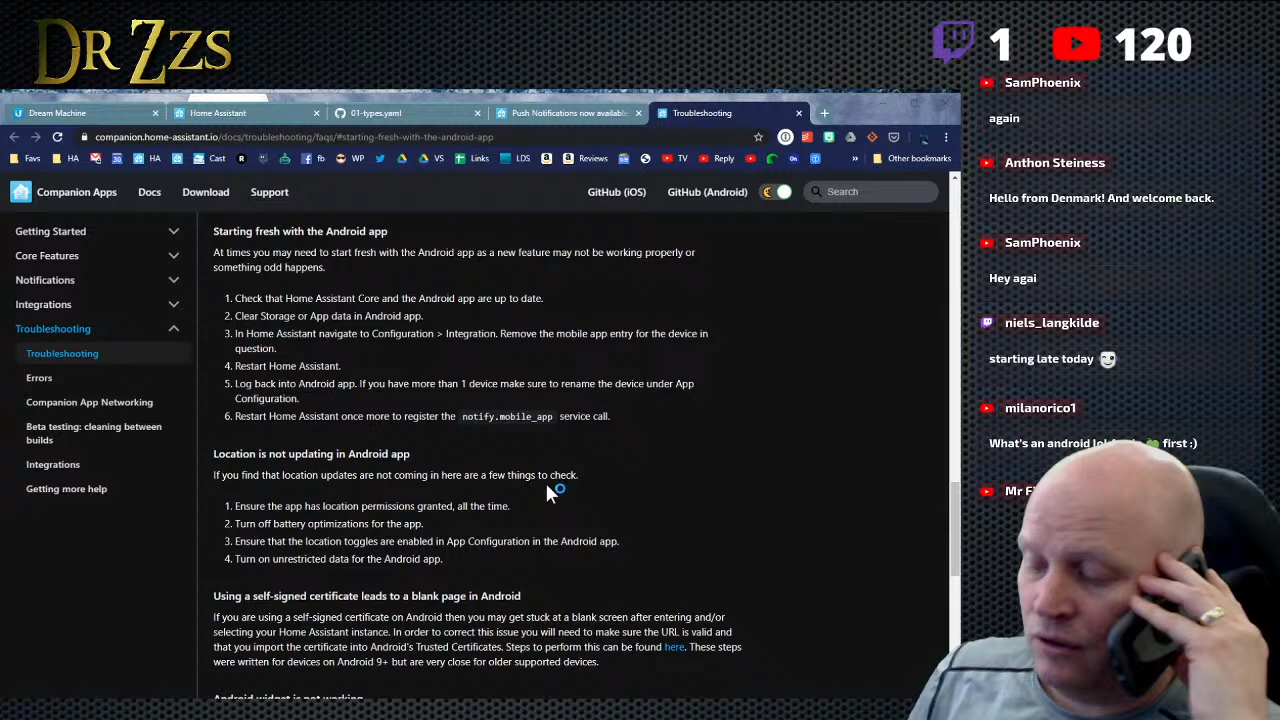 DR ZZS
1
120
Dream Machine
Home Assistant
01-types.yaml
Push Notifications now available
Troubleshooting
companion.home-assistant.io/docs/troubleshooting/faqs/#starting-fresh-with-the-android-app
Favs
HA
HA
Cast
fb
WP
VS
Links
LDS
Reviews
TV
Reply
Other bookmarks
Companion Apps
Docs
Download
Support
GitHub (iOS)
GitHub (Android)
Search
Getting Started
Core Features
Notifications
Integrations
Troubleshooting
Troubleshooting
Errors
Companion App Networking
Beta testing: cleaning between
builds
Integrations
Getting more help
Starting fresh with the Android app
At times you may need to start fresh with the Android app as a new feature may not be working properly or
something odd happens.
1. Check that Home Assistant Core and the Android app are up to date.
2. Clear Storage or App data in Android app.
3. In Home Assistant navigate to Configuration > Integration. Remove the mobile app entry for the device in
question.
4. Restart Home Assistant.
5. Log back into Android app. If you have more than 1 device make sure to rename the device under App
Configuration.
6. Restart Home Assistant once more to register the notify.mobile_app service call.
Location is not updating in Android app
If you find that location updates are not coming in here are a few things to check.
1. Ensure the app has location permissions granted, all the time.
2. Turn off battery optimizations for the app.
3. Ensure that the location toggles are enabled in App Configuration in the Android app.
4. Turn on unrestricted data for the Android app.
Using a self-signed certificate leads to a blank page in Android
If you are using a self-signed certificate on Android then you may get stuck at a blank screen after entering and/or
selecting your Home Assistant instance. In order to correct this issue you will need to make sure the URL is valid and
that you import the certificate into Android's Trusted Certificates. Steps to perform this can be found here. These steps
were written for devices on Android 9+ but are very close for older supported devices.
Android widget is not working
SamPhoenix
again
Anthon Steiness
Hello from Denmark! And welcome back.
SamPhoenix
Hey agai
niels_langkilde
starting late today
milanorico1
What's an android lol
first :)
Mr